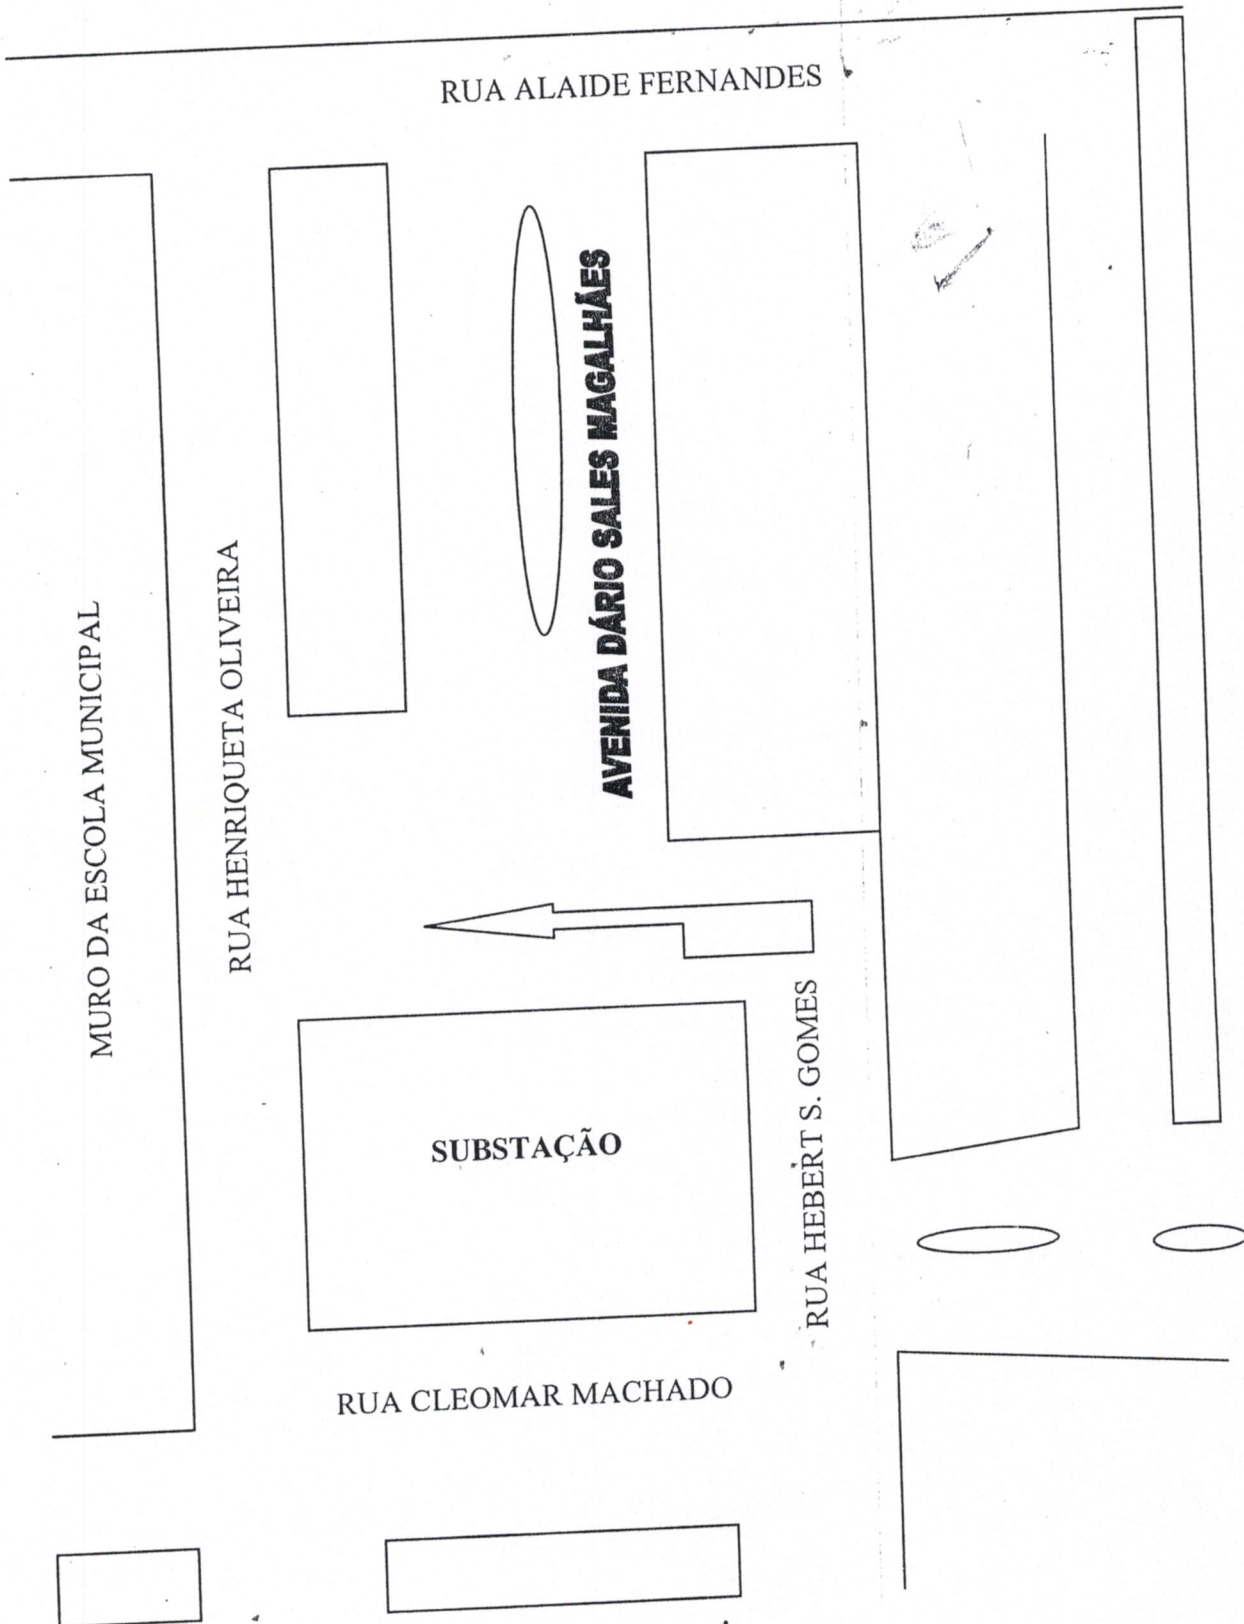 RUA ALAIDE FERNANDES
MURO DA ESCOLA MUNICIPAL
RUA HENRIQUETA OLIVEIRA
AVENIDA DÁRIO SALES MAGALHÃES
SUBSTAÇÃO
RUA HEBERT S. GOMES
RUA CLEOMAR MACHADO